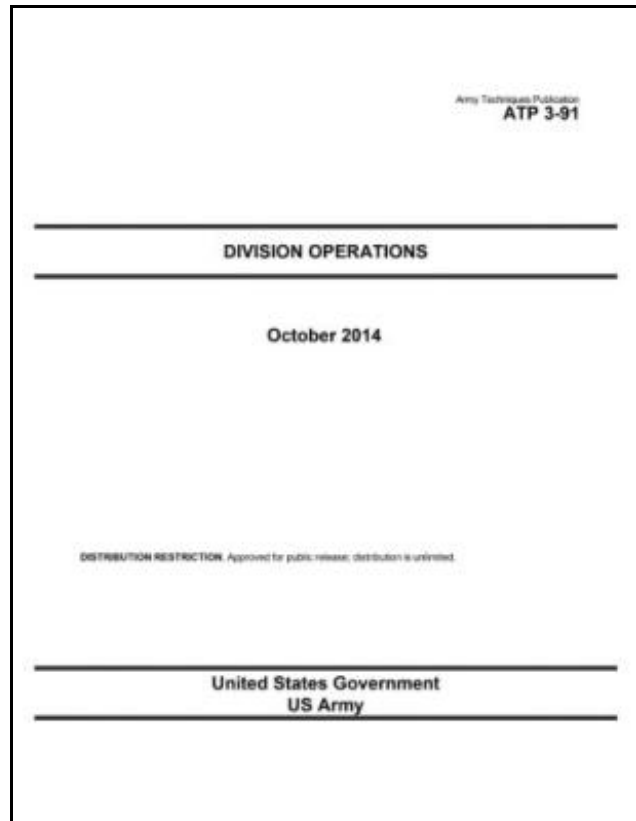 Army Techniques Publication
ATP 3-91
DIVISION OPERATIONS
October 2014
DISTRIBUTION RESTRICTION. Approved for public release; distribution is unlimited.
United States Government
US Army